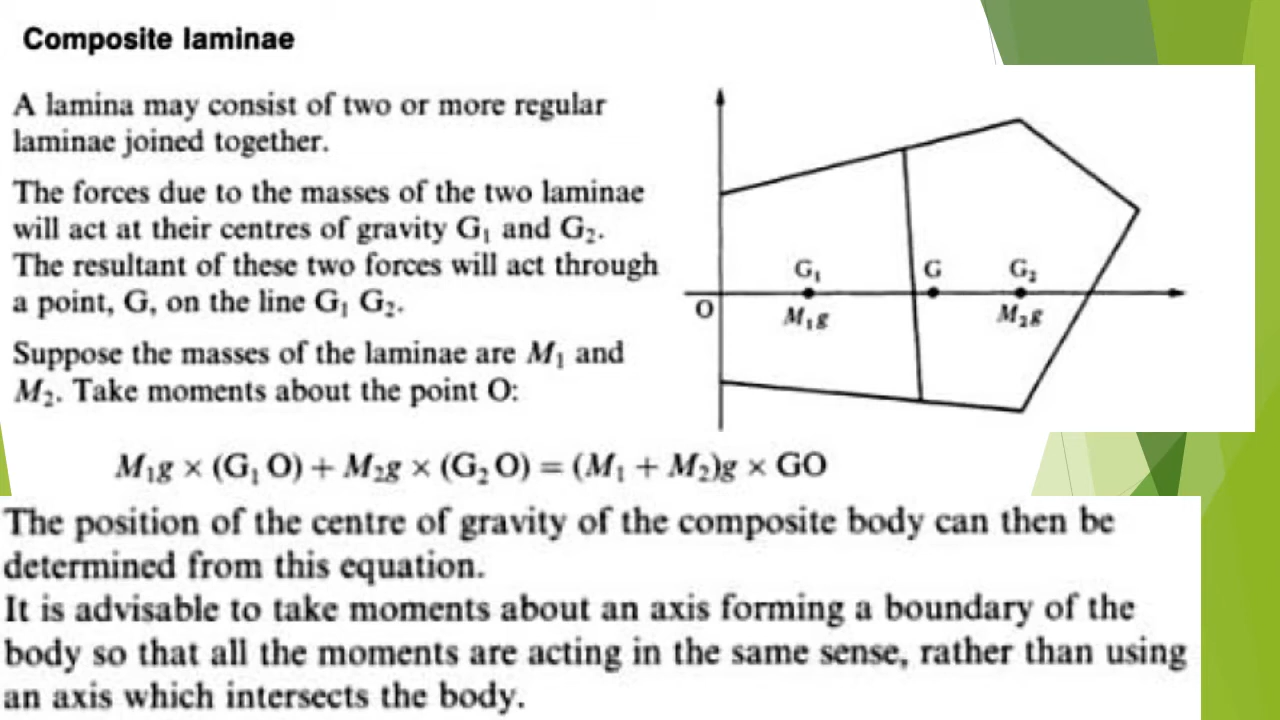 Composite laminae
A lamina may consist of two or more regular
laminae joined together.
The forces due to the masses of the two laminae
will act at their centres of gravity G₁ and G₂.
The resultant of these two forces will act through
a point, G, on the line G₁ G₂.
Suppose the masses of the laminae are M₁ and
M₂. Take moments about the point O:
G₁ G G₂
O M₁g M₂g
M₁g × (G₁ O) + M₂g × (G₂ O) = (M₁ + M₂)g × GO
The position of the centre of gravity of the composite body can then be
determined from this equation.
It is advisable to take moments about an axis forming a boundary of the
body so that all the moments are acting in the same sense, rather than using
an axis which intersects the body.